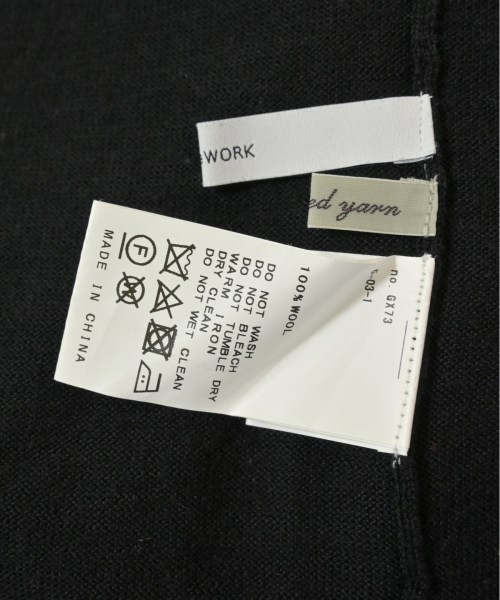 WORK
ed yarn
no. GX73
-03-1
100% WOOL
DO NOT WASH
DO NOT BLEACH
DO NOT TUMBLE DRY
WARM IRON
DRY CLEAN
DO NOT WET CLEAN
F
W
MADE IN CHINA